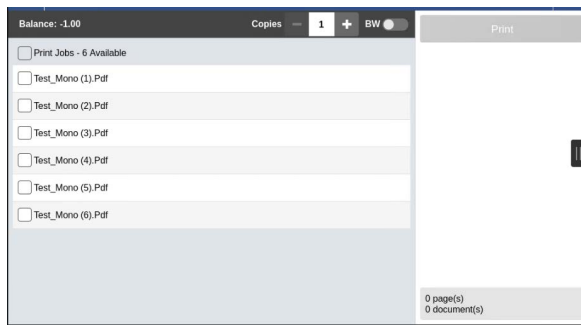 Balance: -1.00 Copies − 1 + BW
Print
Print Jobs - 6 Available
Test_Mono (1).Pdf
Test_Mono (2).Pdf
Test_Mono (3).Pdf
Test_Mono (4).Pdf
Test_Mono (5).Pdf
Test_Mono (6).Pdf
0 page(s)
0 document(s)